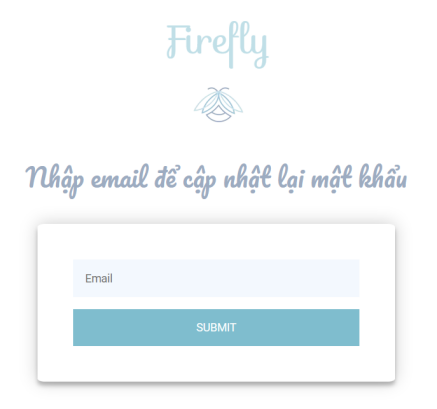 Firefly
Nhập email để cập nhật lại mật khẩu
Email
SUBMIT